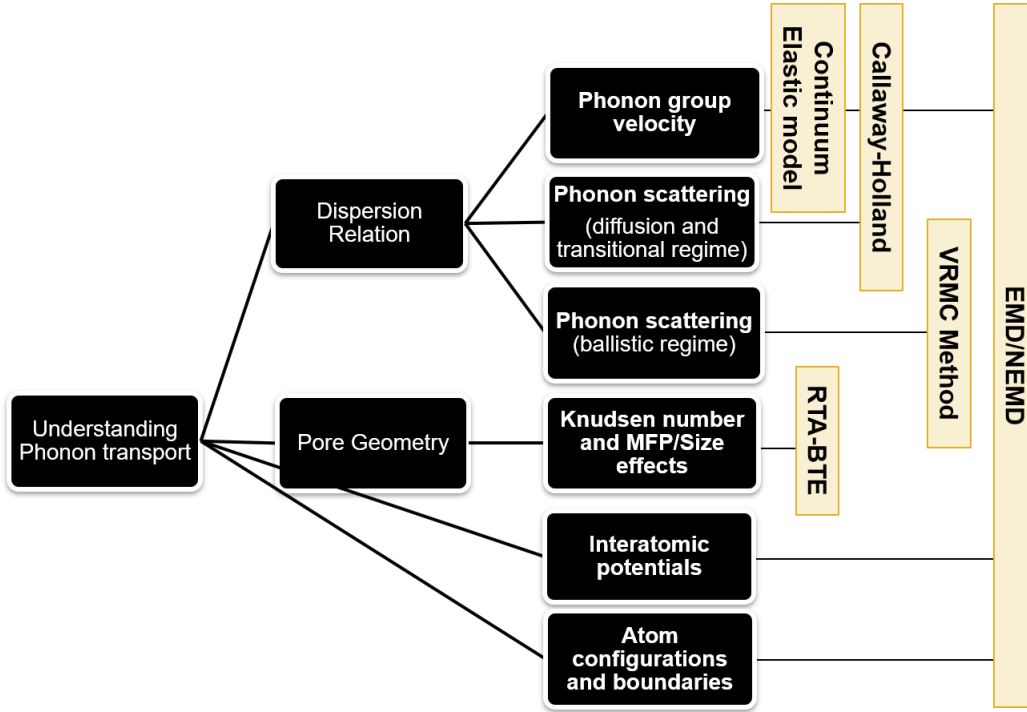 Understanding
Phonon transport
Dispersion
Relation
Pore Geometry
Phonon group
velocity
Phonon scattering
(diffusion and
transitional regime)
Phonon scattering
(ballistic regime)
Knudsen number
and MFP/Size
effects
Interatomic
potentials
Atom
configurations
and boundaries
Continuum
Elastic model
Callaway-Holland
VRMC Method
RTA-BTE
EMD/NEMD